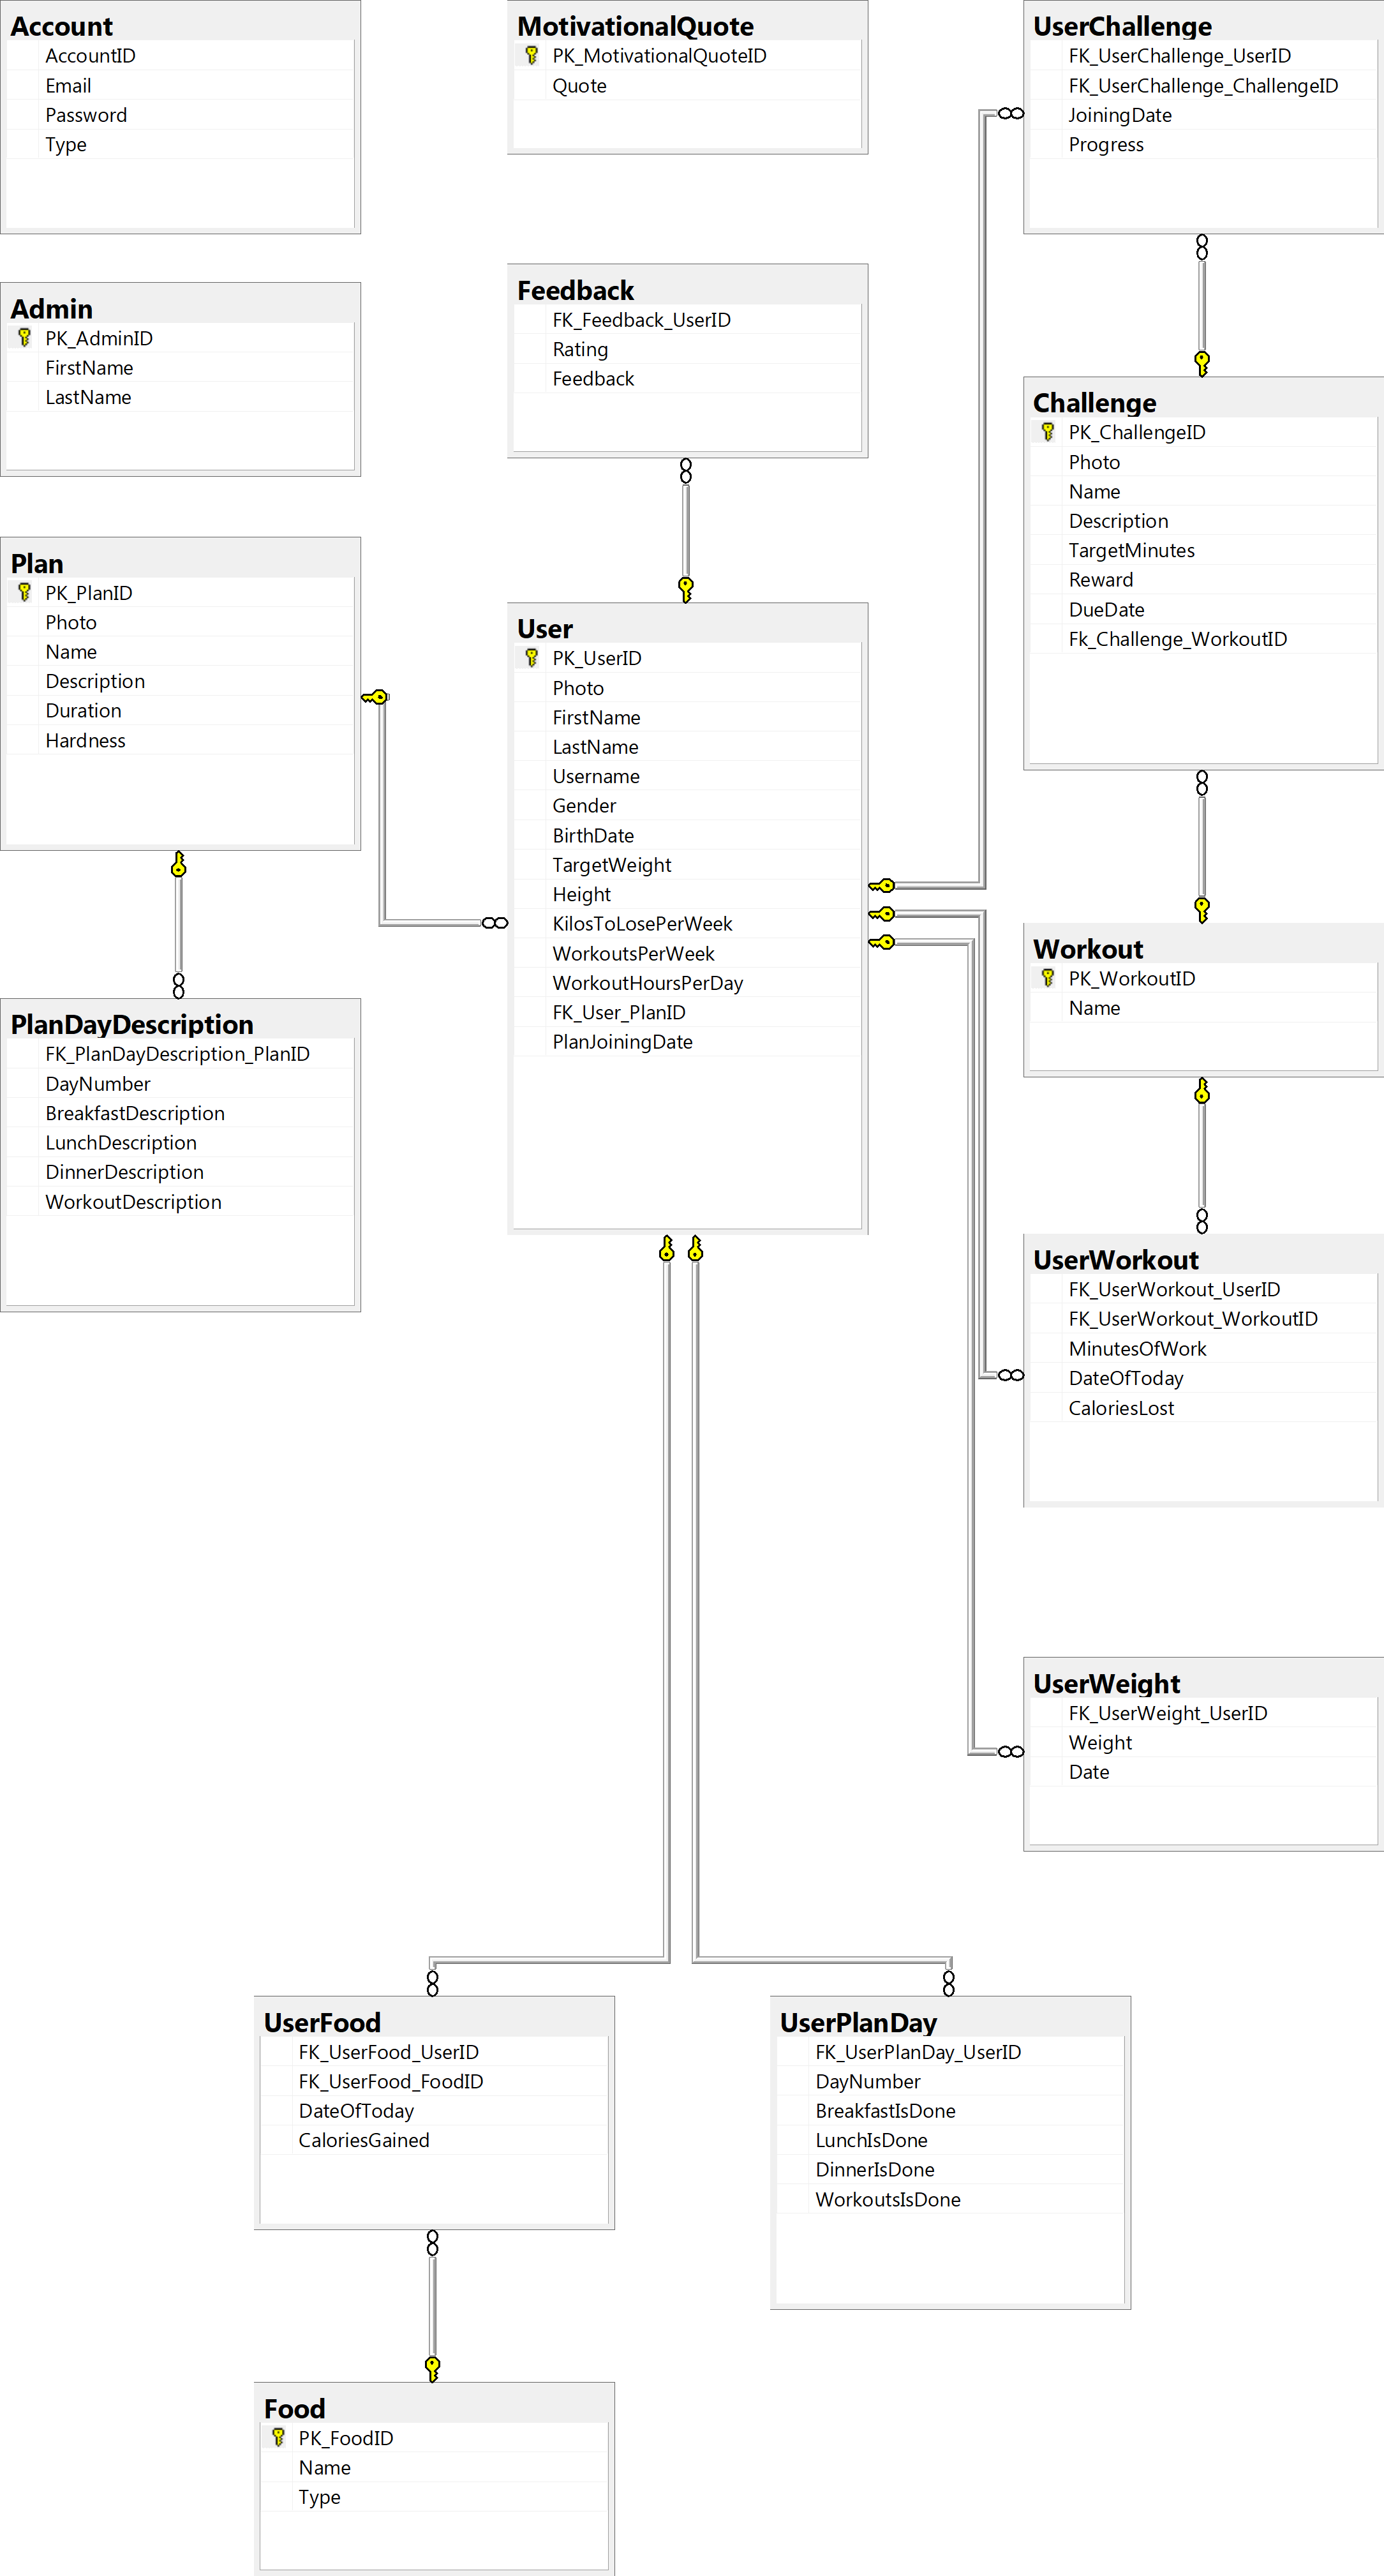 Account
AccountID
Email
Password
Type
MotivationalQuote
PK_MotivationalQuoteID
Quote
UserChallenge
FK_UserChallenge_UserID
FK_UserChallenge_ChallengeID
JoiningDate
Progress
Admin
PK_AdminID
FirstName
LastName
Feedback
FK_Feedback_UserID
Rating
Feedback
Challenge
PK_ChallengeID
Photo
Name
Description
TargetMinutes
Reward
DueDate
Fk_Challenge_WorkoutID
Plan
PK_PlanID
Photo
Name
Description
Duration
Hardness
User
PK_UserID
Photo
FirstName
LastName
Username
Gender
BirthDate
TargetWeight
Height
KilosToLosePerWeek
WorkoutsPerWeek
WorkoutHoursPerDay
FK_User_PlanID
PlanJoiningDate
Workout
PK_WorkoutID
Name
PlanDayDescription
FK_PlanDayDescription_PlanID
DayNumber
BreakfastDescription
LunchDescription
DinnerDescription
WorkoutDescription
UserWorkout
FK_UserWorkout_UserID
FK_UserWorkout_WorkoutID
MinutesOfWork
DateOfToday
CaloriesLost
UserWeight
FK_UserWeight_UserID
Weight
Date
UserFood
FK_UserFood_UserID
FK_UserFood_FoodID
DateOfToday
CaloriesGained
UserPlanDay
FK_UserPlanDay_UserID
DayNumber
BreakfastIsDone
LunchIsDone
DinnerIsDone
WorkoutsIsDone
Food
PK_FoodID
Name
Type